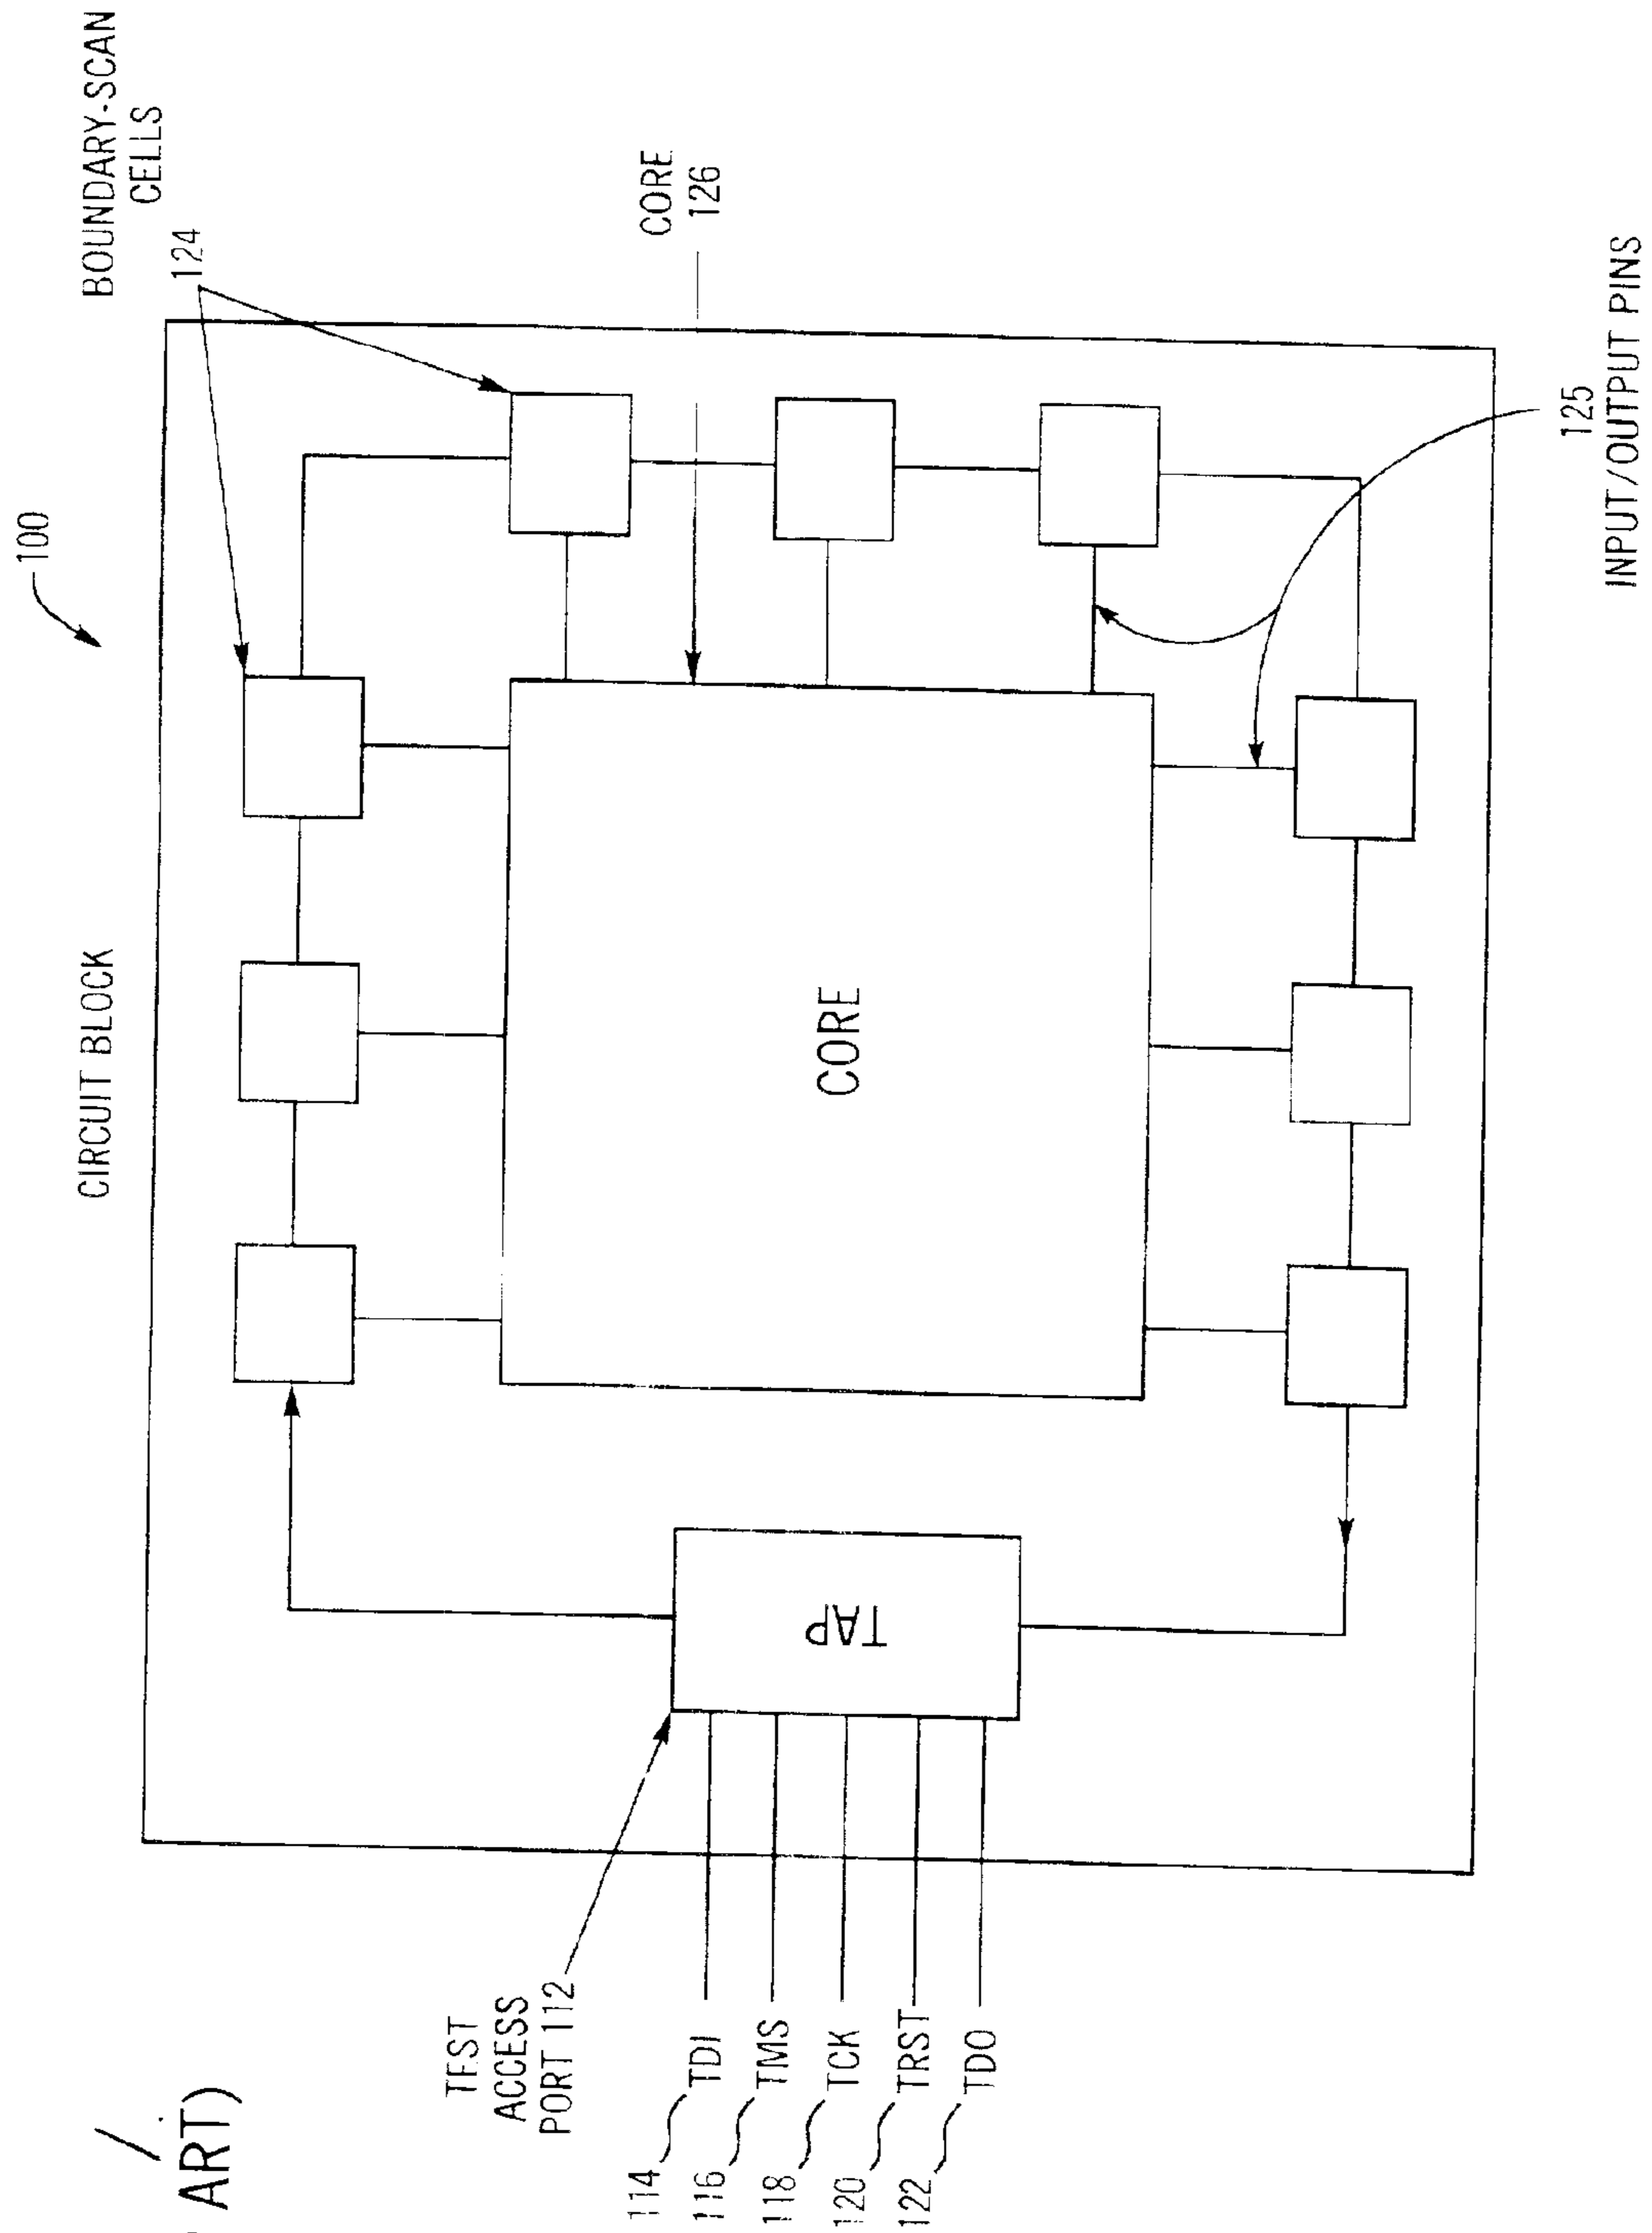 ART)
100
CIRCUIT BLOCK
BOUNDARY-SCAN
CELLS
124
CORE
126
CORE
TAP
TEST
ACCESS
PORT 112
114 TDI
116 TMS
118 TCK
120 TRST
122 TDO
125
INPUT/OUTPUT PINS